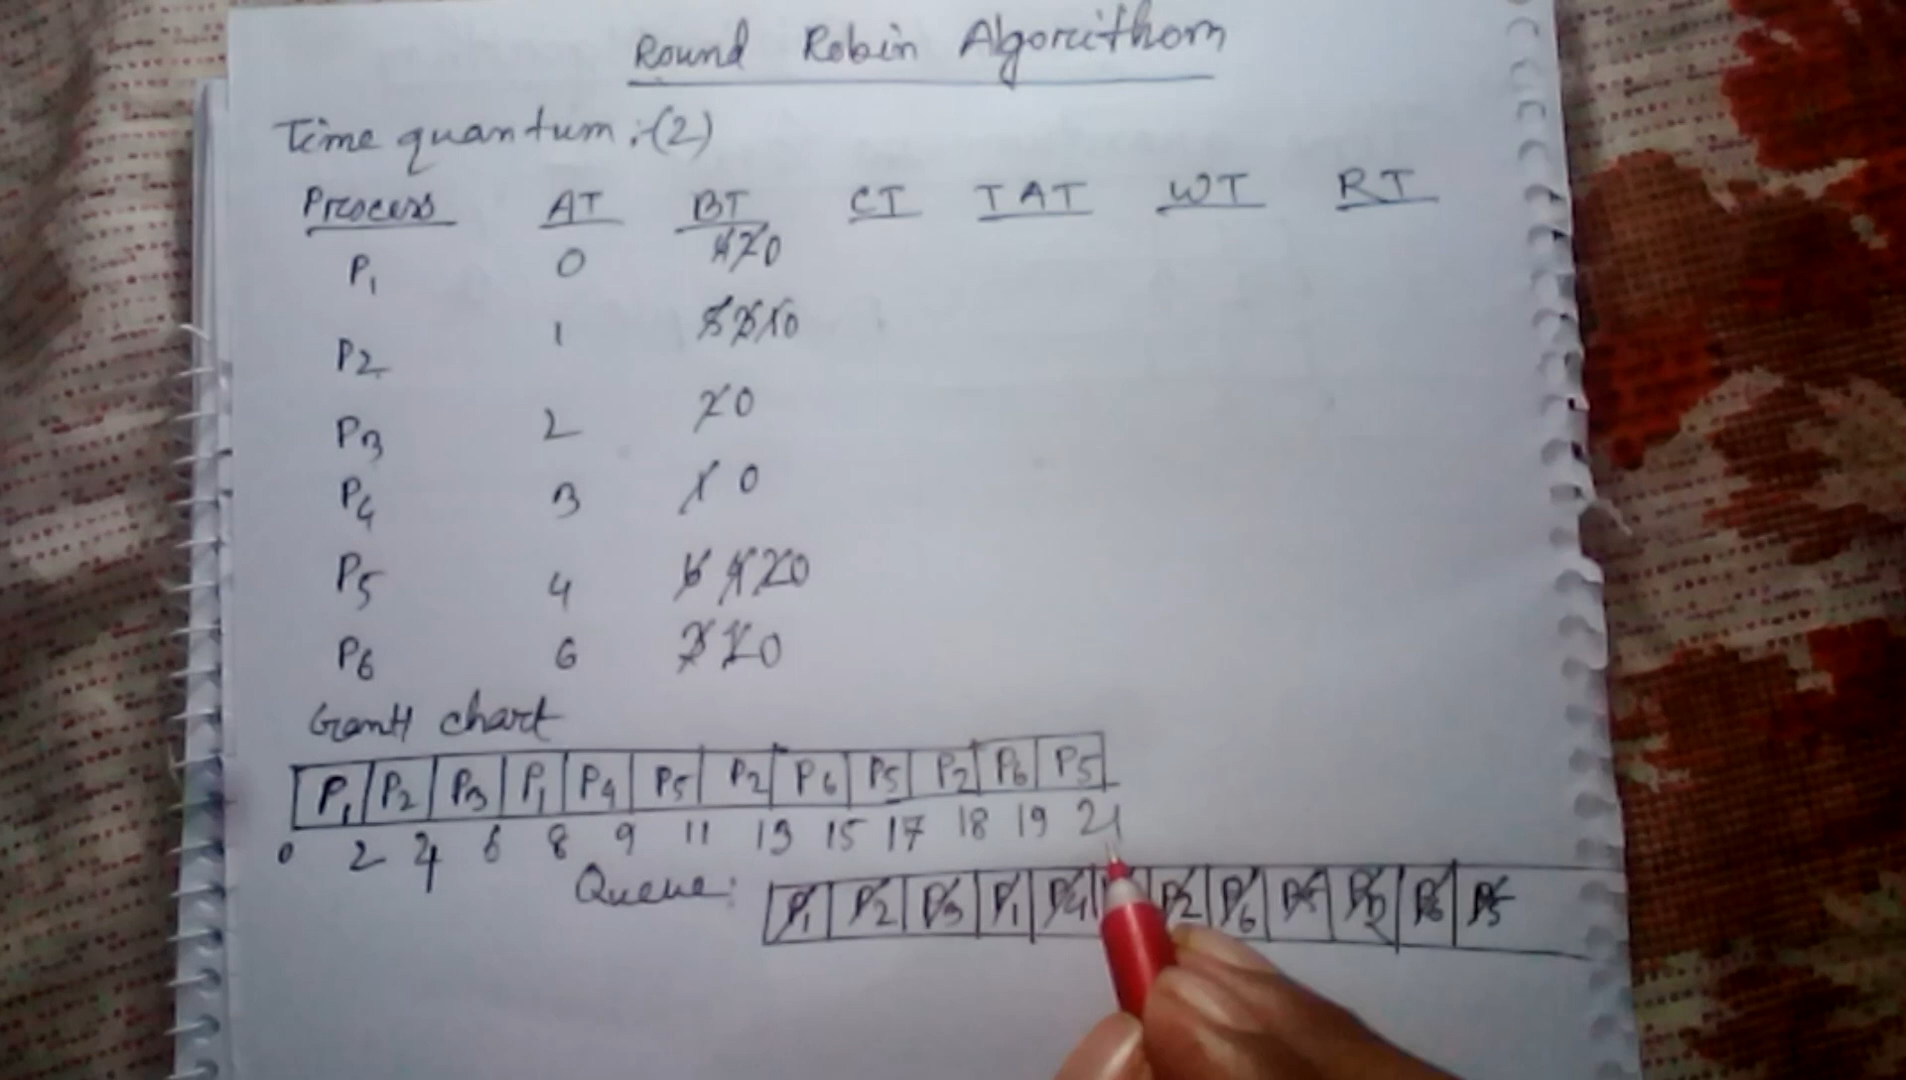 Round Robin Algorithom
Time quantum :- (2)
Process AT BT CT TAT WT RT
P1 0 4 2 0
P2 1 5 3 1 0
P3 2 2 0
P4 3 1 0
P5 4 6 4 2 0
P6 6 3 1 0
Gantt chart
P1 P2 P3 P1 P4 P5 P2 P6 P5 P2 P6 P5
0 2 4 6 8 9 11 13 15 17 18 19 21
Queue: P1 P2 P3 P1 P4 P2 P6 P5 P2 P6 P5